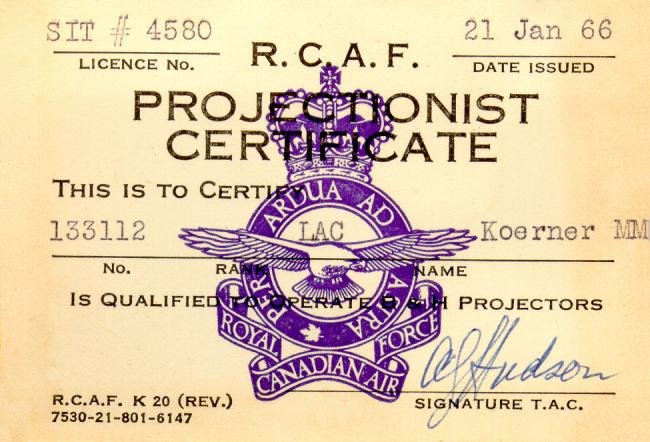 SIT # 4580
LICENCE NO.
R.C.A.F.
21 Jan 66
DATE ISSUED
PROJECTIONIST
CERTIFICATE
THIS IS TO CERTIFY
133112 LAC Koerner MM
NO. RANK NAME
PER ARDUA AD ASTRA
IS QUALIFIED TO OPERATE B & H PROJECTORS
ROYAL CANADIAN AIR FORCE
Hudson
R.C.A.F. K 20 (REV.)
7530-21-801-6147
SIGNATURE T.A.C.